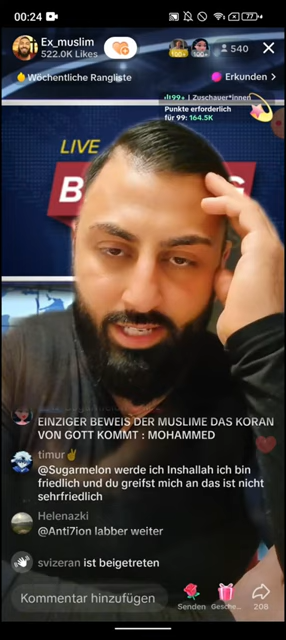 00:24
77
Ex_muslim
522.0K Likes
540
Wöchentliche Rangliste
Erkunden >
99+ | Zuschauer*innen
Punkte erforderlich
für 99: 164.5K
LIVE
EINZIGER BEWEIS DER MUSLIME DAS KORAN
VON GOTT KOMMT : MOHAMMED
timur✌
@Sugarmelon werde ich Inshallah ich bin
friedlich und du greifst mich an das ist nicht
sehrfriedlich
Helenazki
@Anti7ion labber weiter
svizeran ist beigetreten
Kommentar hinzufügen
Senden
Gesche...
208